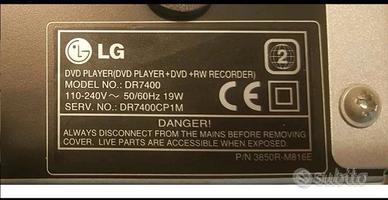 LG
DVD PLAYER(DVD PLAYER+DVD +RW RECORDER)
MODEL NO.: DR7400
110-240V~ 50/60Hz 19W
SERV. NO.: DR7400CP1M
2
CE
DANGER!
ALWAYS DISCONNECT FROM THE MAINS BEFORE REMOVING
COVER. LIVE PARTS ARE ACCESSIBLE WHEN EXPOSED.
P/N 3850R-M816E
subito